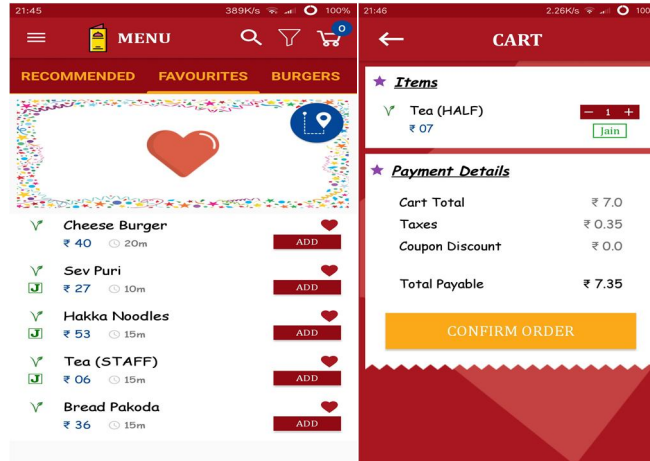 21:45 389K/s 100%
MENU 0
RECOMMENDED FAVOURITES BURGERS
Cheese Burger
₹ 40 20m ADD
Sev Puri
J ₹ 27 10m ADD
Hakka Noodles
J ₹ 53 15m ADD
Tea (STAFF)
J ₹ 06 15m ADD
Bread Pakoda
₹ 36 15m ADD
21:46 2.26K/s 100
CART
Items
Tea (HALF) − 1 +
₹ 07 Jain
Payment Details
Cart Total ₹ 7.0
Taxes ₹ 0.35
Coupon Discount ₹ 0.0
Total Payable ₹ 7.35
CONFIRM ORDER